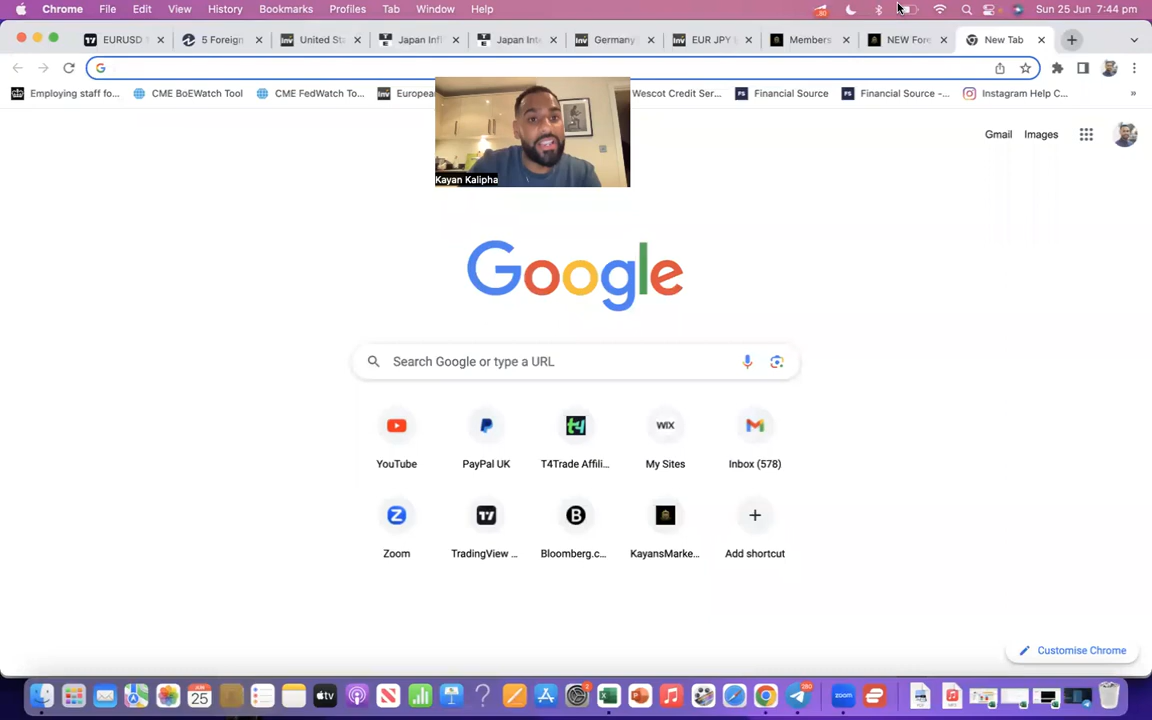 Chrome File Edit View History Bookmarks Profiles Tab Window Help Sun 25 Jun 7:44 pm
EURUSD 5 Foreign United Sta Japan Infl Japan Inte Germany EUR JPY Members NEW Fore New Tab
Employing staff fo... CME BoEWatch Tool CME FedWatch To... Wescot Credit Ser... Financial Source Financial Source -... Instagram Help C... »
Gmail Images
Kayan Kalipha
Google
Search Google or type a URL
YouTube PayPal UK T4Trade Affili... My Sites Inbox (578)
Zoom TradingView ... Bloomberg.c... KayansMarke... Add shortcut
Customise Chrome